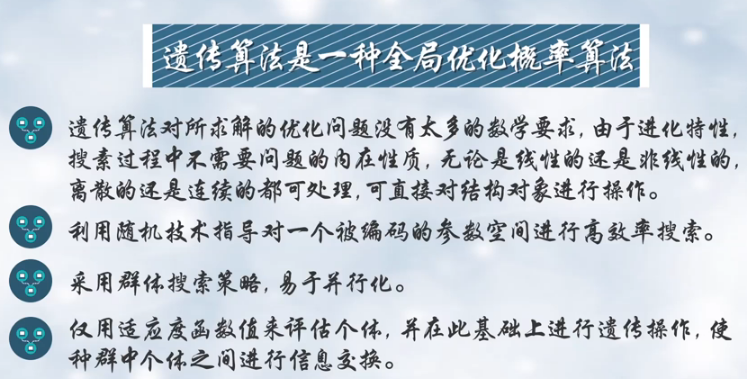 遗传算法是一种全局优化概率算法
遗传算法对所求解的优化问题没有太多的数学要求,由于进化特性,
搜素过程中不需要问题的内在性质,无论是线性的还是非线性的,
离散的还是连续的都可处理,可直接对结构对象进行操作。
利用随机技术指导对一个被编码的参数空间进行高效率搜索。
采用群体搜索策略,易于并行化。
仅用适应度函数值来评估个体,并在此基础上进行遗传操作,使
种群中个体之间进行信息交换。